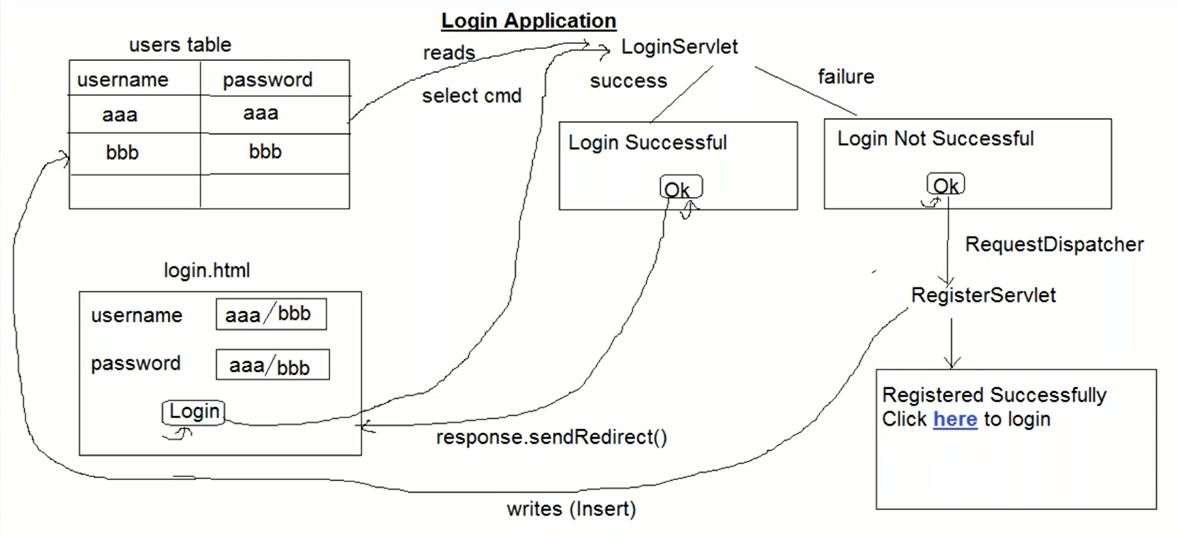 Login Application
users table
username password
aaa aaa
bbb bbb
reads
select cmd
LoginServlet
success
failure
Login Successful
Ok
Login Not Successful
Ok
RequestDispatcher
RegisterServlet
login.html
username aaa/bbb
password aaa/bbb
Login
response.sendRedirect()
Registered Successfully
Click here to login
writes (Insert)